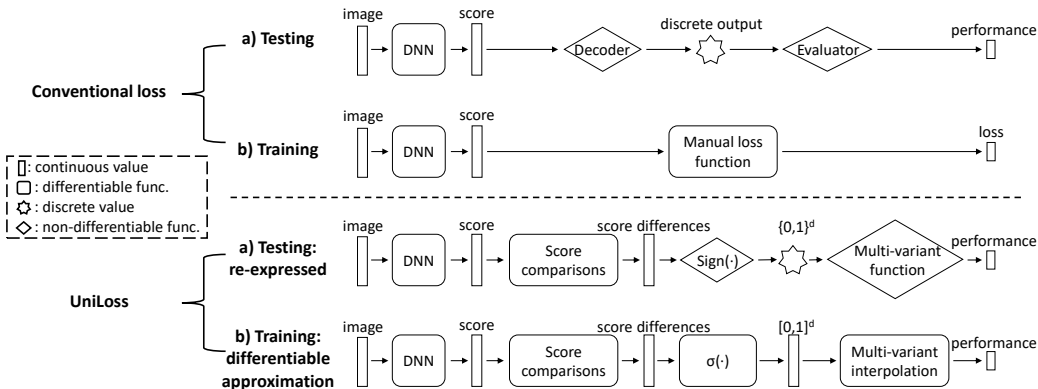 Conventional loss
a) Testing
image
DNN
score
Decoder
discrete output
Evaluator
performance
b) Training
image
DNN
score
Manual loss
function
loss
: continuous value
: differentiable func.
: discrete value
: non-differentiable func.
UniLoss
a) Testing:
re-expressed
image
DNN
score
Score
comparisons
score differences
Sign(·)
{0,1}ᵈ
Multi-variant
function
performance
b) Training:
differentiable
approximation
image
DNN
score
Score
comparisons
score differences
σ(·)
[0,1]ᵈ
Multi-variant
interpolation
performance